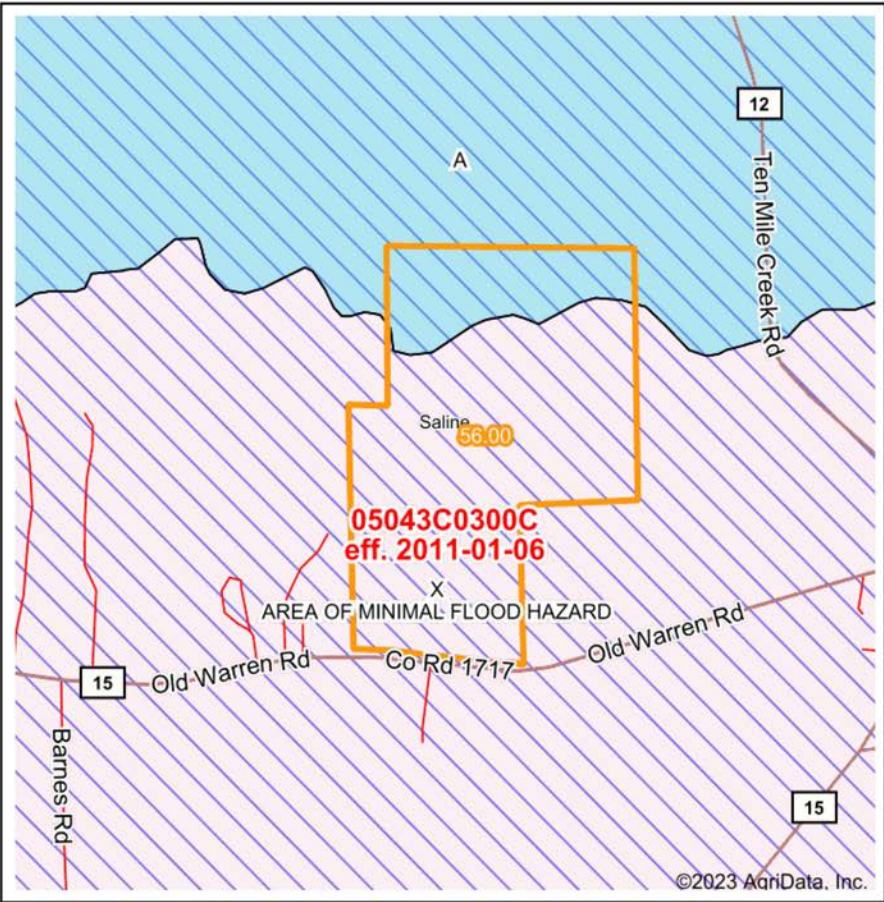 12
A
Ten Mile Creek Rd
Saline
56.00
05043C0300C
eff. 2011-01-06
X
AREA OF MINIMAL FLOOD HAZARD
Old Warren Rd
Co Rd 1717
Old Warren Rd
15
Barnes Rd
15
©2023 AgriData, Inc.